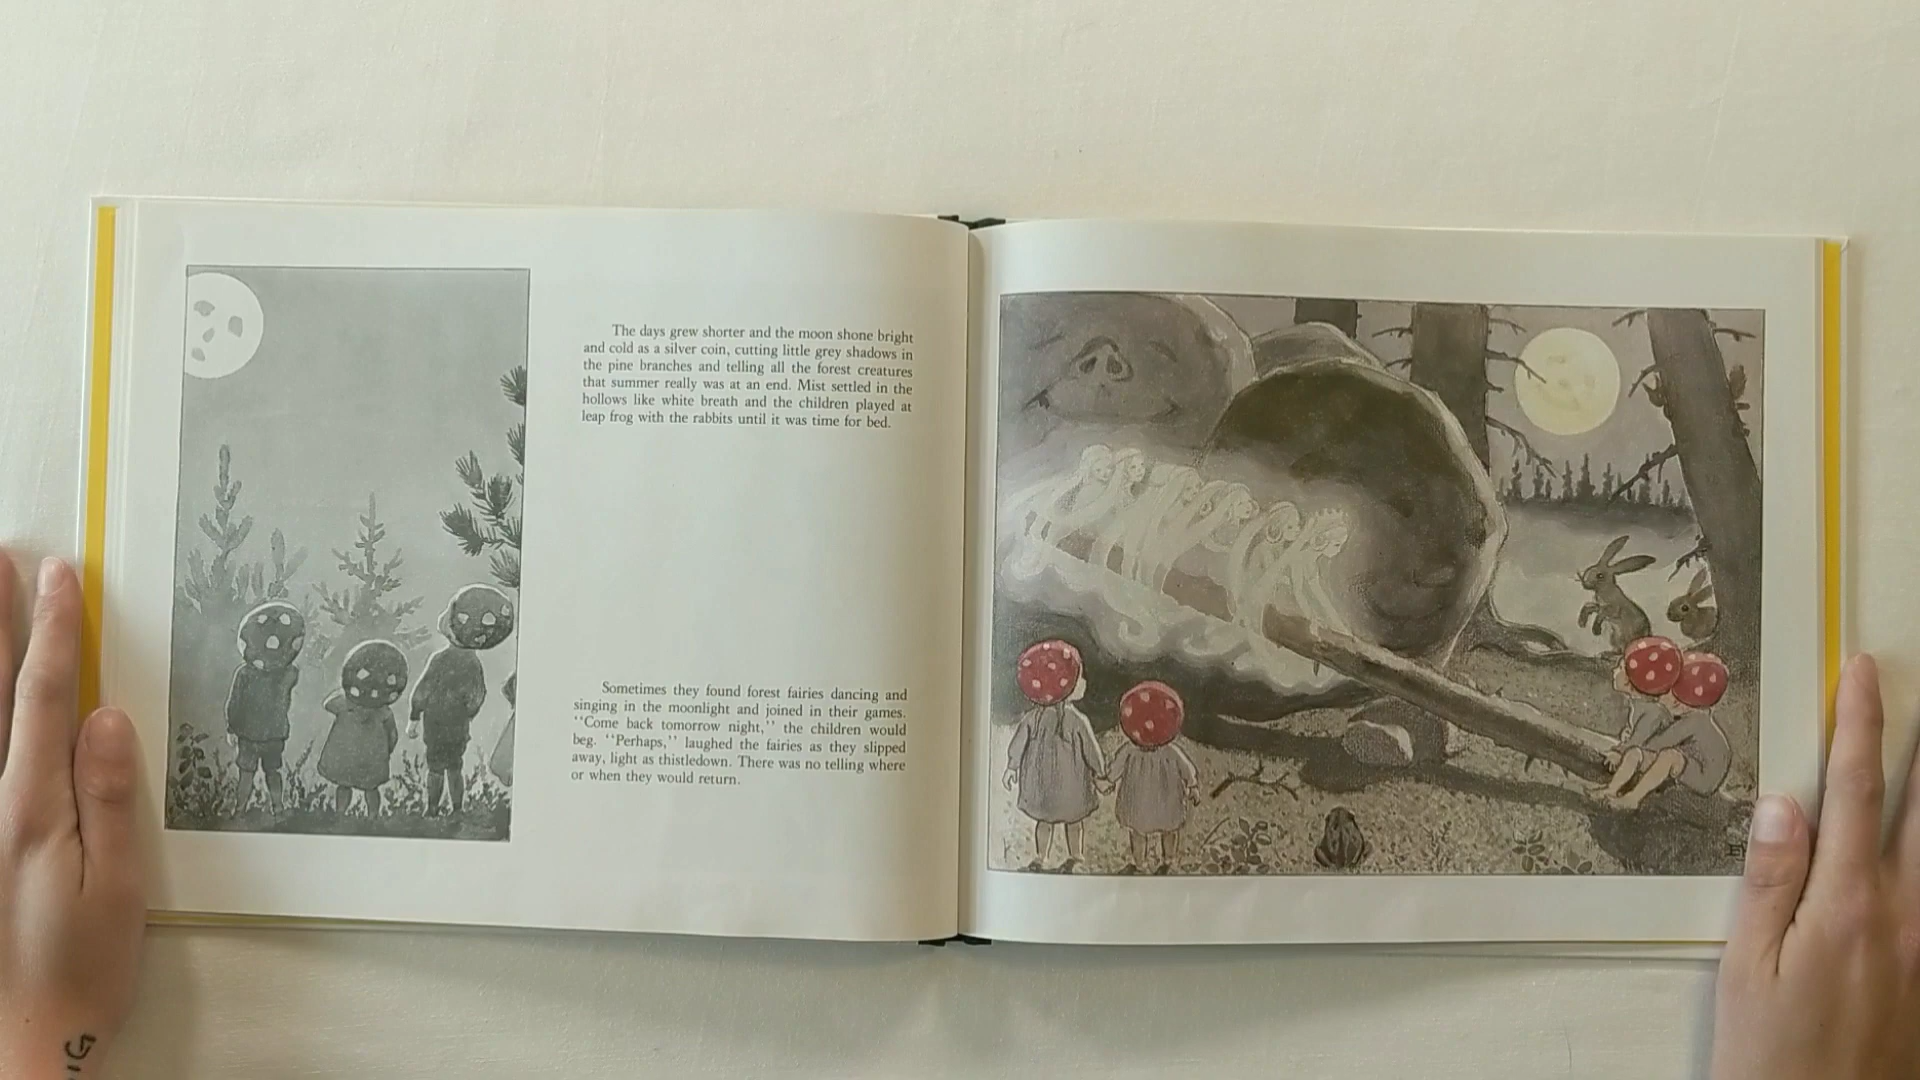 The days grew shorter and the moon shone bright
and cold as a silver coin, cutting little grey shadows in
the pine branches and telling all the forest creatures
that summer really was at an end. Mist settled in the
hollows like white breath and the children played at
leap frog with the rabbits until it was time for bed.
Sometimes they found forest fairies dancing and
singing in the moonlight and joined in their games.
‘‘Come back tomorrow night,’’ the children would
beg. ‘‘Perhaps,’’ laughed the fairies as they slipped
away, light as thistledown. There was no telling where
or when they would return.